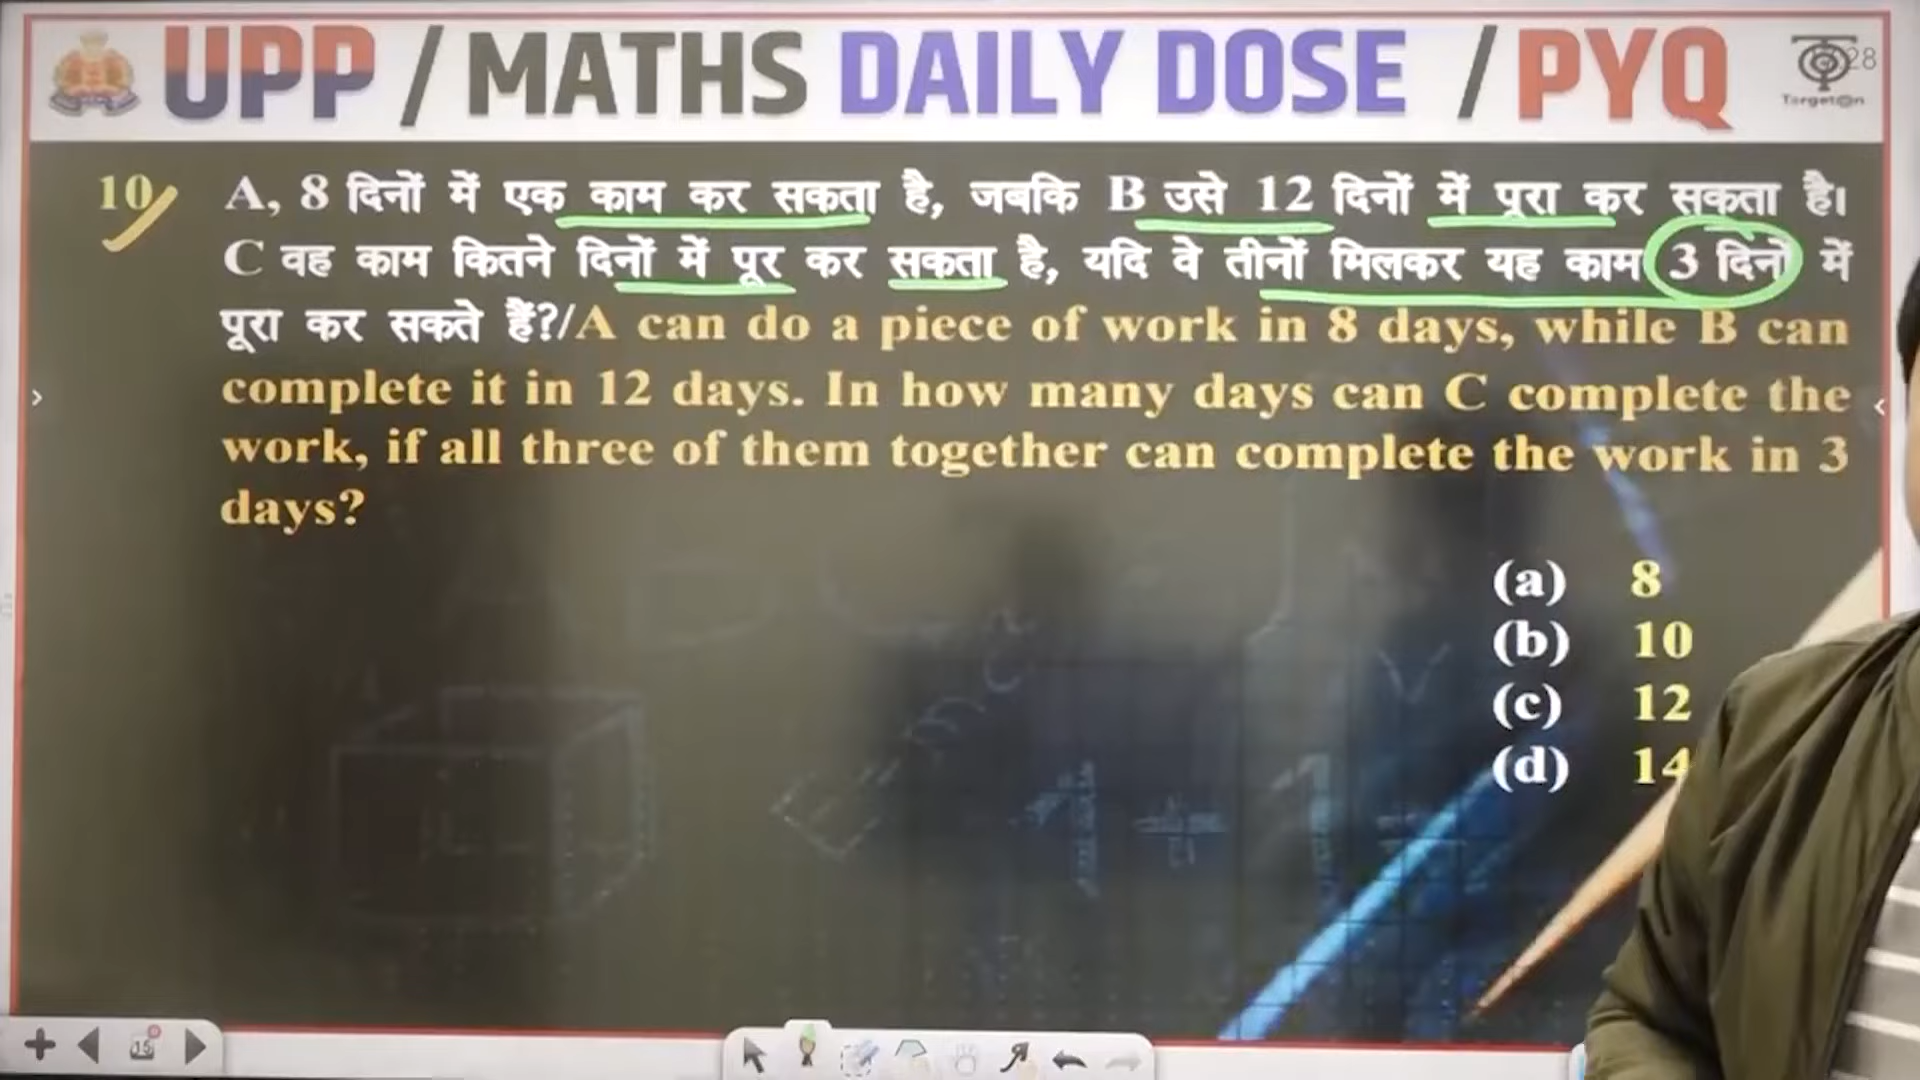 UPP / MATHS DAILY DOSE / PYQ
28
Target@n
10 A, 8 दिनों में एक काम कर सकता है, जबकि B उसे 12 दिनों में पूरा कर सकता है।
C वह काम कितने दिनों में पूर कर सकता है, यदि वे तीनों मिलकर यह काम 3 दिनों में
पूरा कर सकते हैं?/A can do a piece of work in 8 days, while B can
complete it in 12 days. In how many days can C complete the
work, if all three of them together can complete the work in 3
days?
(a) 8
(b) 10
(c) 12
(d) 14
15